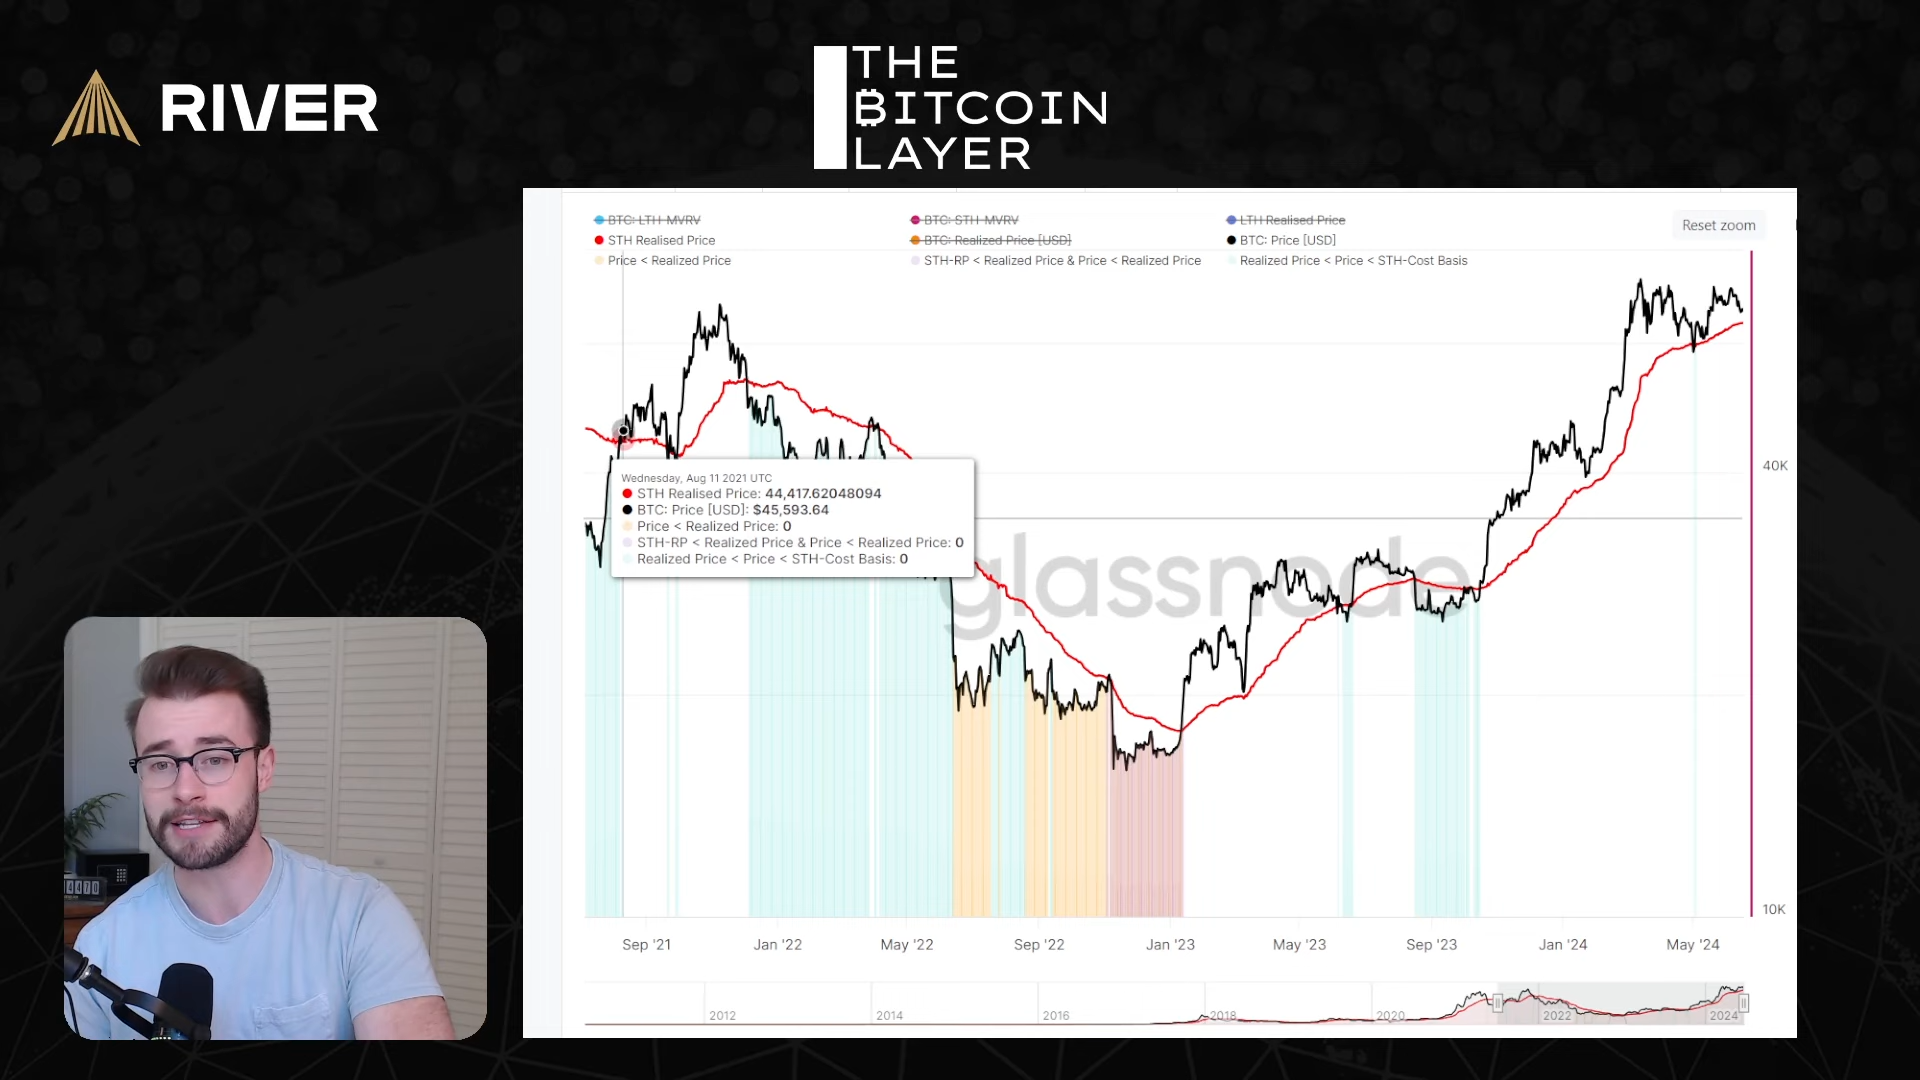 RIVER
THE
BITCOIN
LAYER
BTC: LTH-MVRV
BTC: STH-MVRV
LTH Realised Price
Reset zoom
STH Realised Price
BTC: Realized Price [USD]
BTC: Price [USD]
Price < Realized Price
STH-RP < Realized Price & Price < Realized Price
Realized Price < Price < STH-Cost Basis
40K
Wednesday, Aug 11 2021 UTC
STH Realised Price: 44,417.62048094
BTC: Price [USD]: $45,593.64
Price < Realized Price: 0
STH-RP < Realized Price & Price < Realized Price: 0
Realized Price < Price < STH-Cost Basis: 0
glassnode
10K
Sep '21
Jan '22
May '22
Sep '22
Jan '23
May '23
Sep '23
Jan '24
May '24
2012
2014
2016
2018
2020
2022
2024
4470